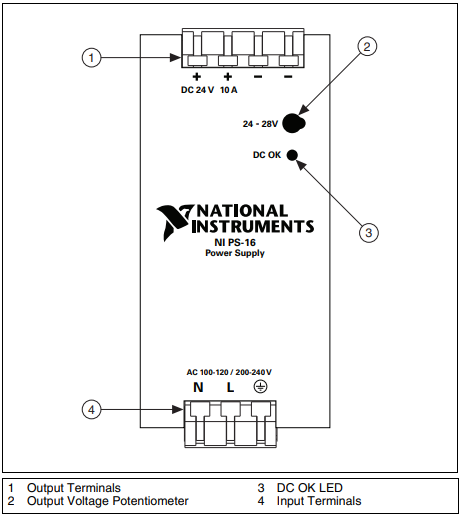 1
+ + – –
DC 24 V 10 A
2
24 - 28V
DC OK
3
NATIONAL
INSTRUMENTS
NI PS-16
Power Supply
AC 100-120 / 200-240 V
N L
4
1 Output Terminals
2 Output Voltage Potentiometer
3 DC OK LED
4 Input Terminals